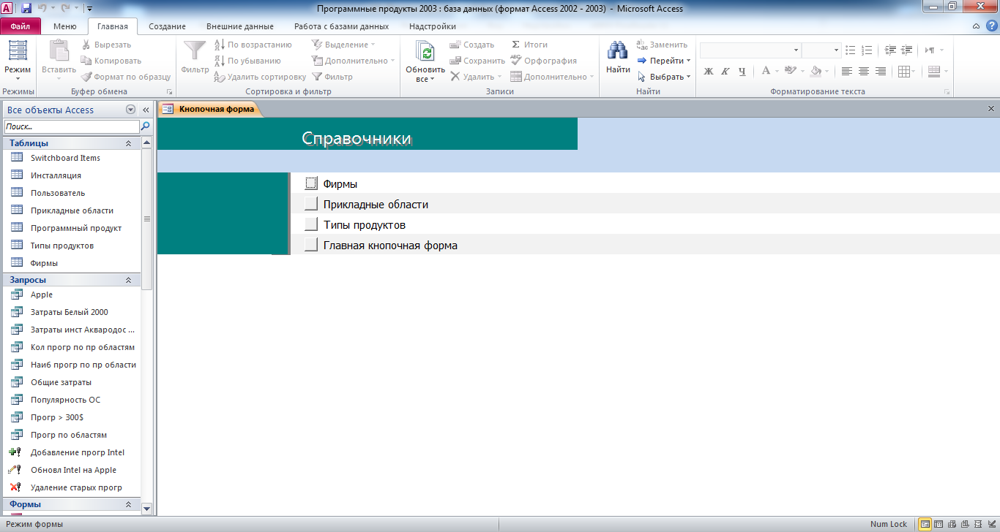 Программные продукты 2003 : база данных (формат Access 2002 - 2003) - Microsoft Access
Файл Меню Главная Создание Внешние данные Работа с базами данных Надстройки
Режим
Режимы
Вставить
Вырезать
Копировать
Формат по образцу
Буфер обмена
Фильтр
По возрастанию
По убыванию
Удалить сортировку
Выделение
Дополнительно
Фильтр
Сортировка и фильтр
Обновить
все
Создать
Сохранить
Удалить
Итоги
Орфография
Дополнительно
Записи
Найти
Заменить
Перейти
Выбрать
Найти
Ж К Ч А
Форматирование текста
Все объекты Access
Поиск...
Таблицы
Switchboard Items
Инсталляция
Пользователь
Прикладные области
Программный продукт
Типы продуктов
Фирмы
Запросы
Apple
Затраты Белый 2000
Затраты инст Аквародос ...
Кол прогр по пр областям
Наиб прогр по пр области
Общие затраты
Популярность ОС
Прогр > 300$
Прогр по областям
Добавление прогр Intel
Обновл Intel на Apple
Удаление старых прогр
Формы
Кнопочная форма
Справочники
Фирмы
Прикладные области
Типы продуктов
Главная кнопочная форма
Режим формы
Num Lock